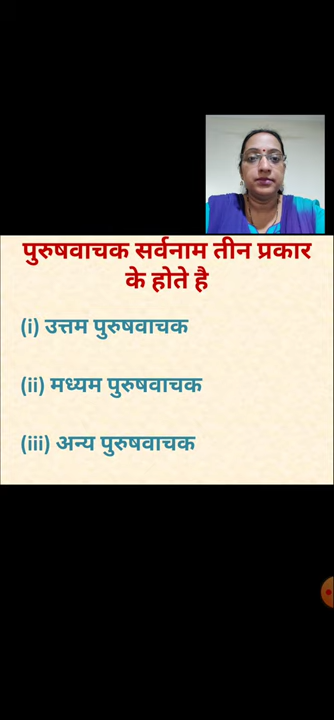 पुरुषवाचक सर्वनाम तीन प्रकार
के होते है
(i) उत्तम पुरुषवाचक
(ii) मध्यम पुरुषवाचक
(iii) अन्य पुरुषवाचक